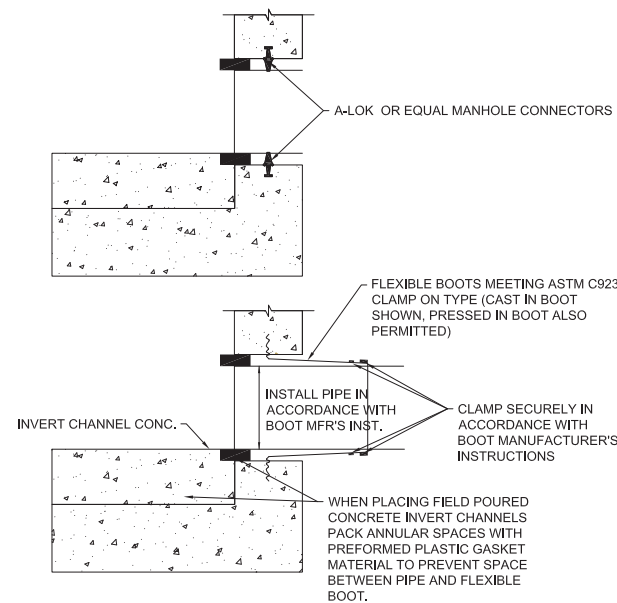 A-LOK OR EQUAL MANHOLE CONNECTORS
FLEXIBLE BOOTS MEETING ASTM C923
CLAMP ON TYPE (CAST IN BOOT
SHOWN, PRESSED IN BOOT ALSO
PERMITTED)
INSTALL PIPE IN
ACCORDANCE WITH
BOOT MFR'S INST.
INVERT CHANNEL CONC.
CLAMP SECURELY IN
ACCORDANCE WITH
BOOT MANUFACTURER'S
INSTRUCTIONS
WHEN PLACING FIELD POURED
CONCRETE INVERT CHANNELS
PACK ANNULAR SPACES WITH
PREFORMED PLASTIC GASKET
MATERIAL TO PREVENT SPACE
BETWEEN PIPE AND FLEXIBLE
BOOT.